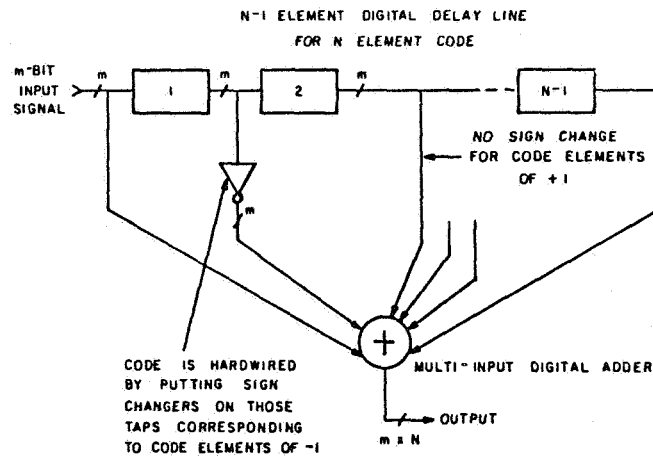 N-1 ELEMENT DIGITAL DELAY LINE
FOR N ELEMENT CODE
m-BIT
INPUT
SIGNAL
m
1
m
2
m
N-1
NO SIGN CHANGE
FOR CODE ELEMENTS
OF +1
m
+
MULTI-INPUT DIGITAL ADDER
CODE IS HARDWIRED
BY PUTTING SIGN
CHANGERS ON THOSE
TAPS CORRESPONDING
TO CODE ELEMENTS OF -1
OUTPUT
m x N